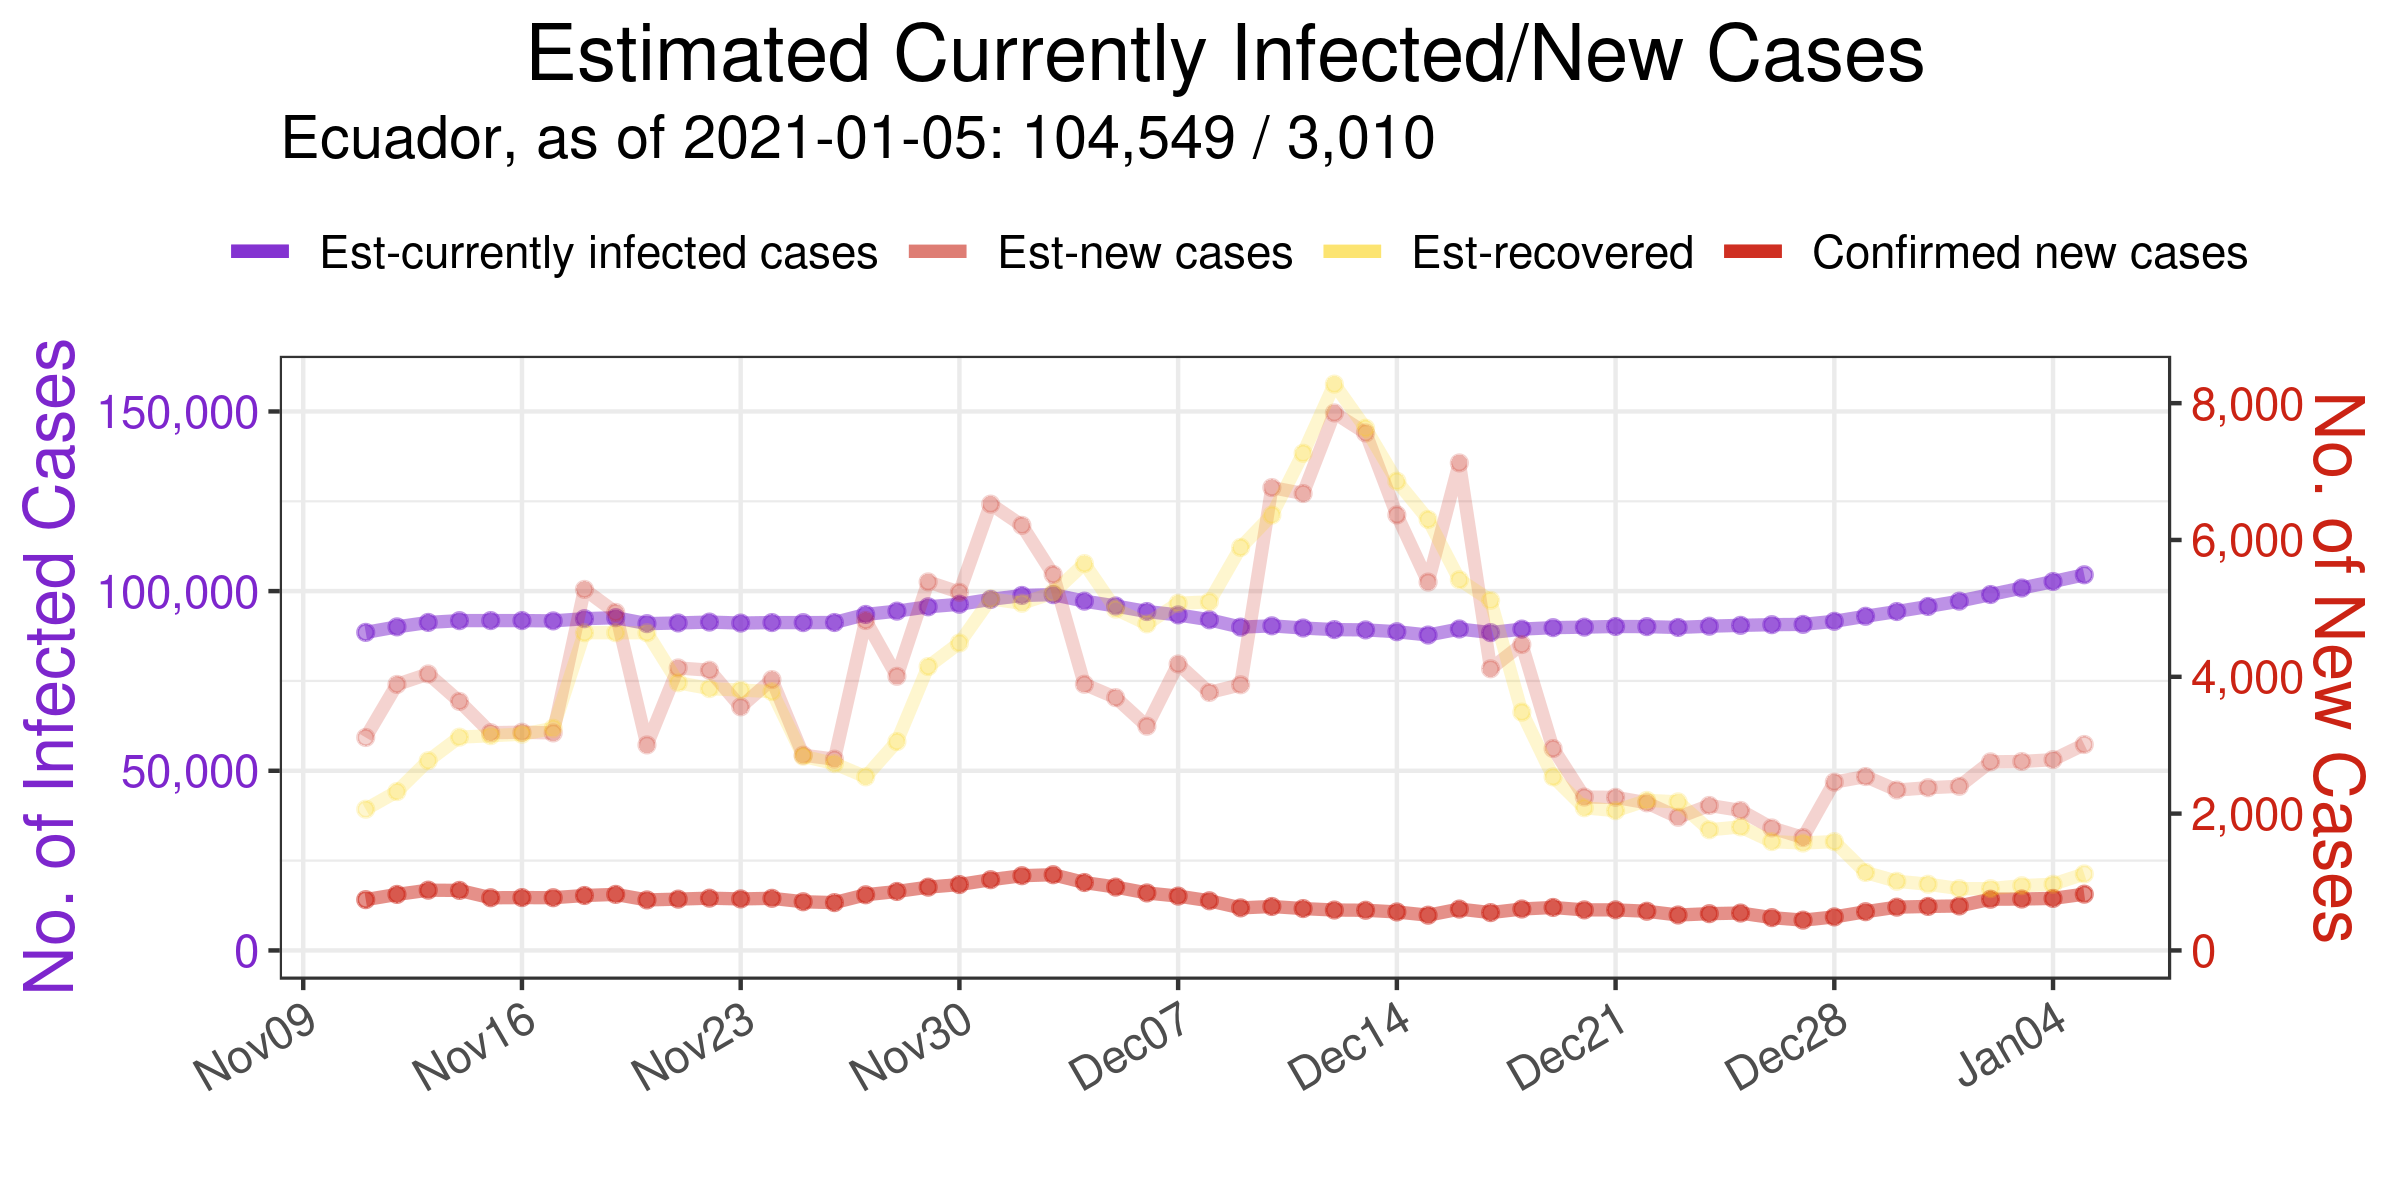 Estimated Currently Infected/New Cases
Ecuador, as of 2021-01-05: 104,549 / 3,010
Est-currently infected cases Est-new cases Est-recovered Confirmed new cases
No. of Infected Cases
150,000
100,000
50,000
0
8,000
6,000
4,000
2,000
0
No. of New Cases
Nov09 Nov16 Nov23 Nov30 Dec07 Dec14 Dec21 Dec28 Jan04